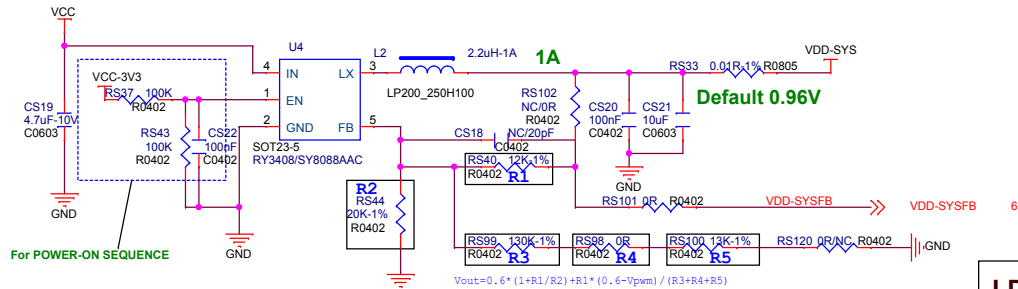 VCC
U4
L2
2.2uH-1A
1A
VDD-SYS
RS33
0.01R-1%
R0805
4
IN
LX
3
LP200_250H100
VCC-3V3
RS37
100K
R0402
1
EN
RS102
NC/0R
R0402
CS20
100nF
C0402
CS21
10uF
C0603
Default 0.96V
CS19
4.7uF-10V
C0603
2
GND
FB
5
SOT23-5
RY3408/SY8088AAC
RS43
100K
R0402
CS22
100nF
C0402
CS18
NC/20pF
C0402
RS40
12K-1%
R0402
R1
GND
R2
RS44
20K-1%
R0402
RS101
0R
R0402
VDD-SYSFB
VDD-SYSFB
6
GND
GND
For POWER-ON SEQUENCE
RS99
130K-1%
R0402
R3
RS98
0R
R0402
R4
RS100
13K-1%
R0402
R5
RS120
0R/NC
R0402
GND
Vout=0.6*(1+R1/R2)+R1*(0.6-Vpwm)/(R3+R4+R5)